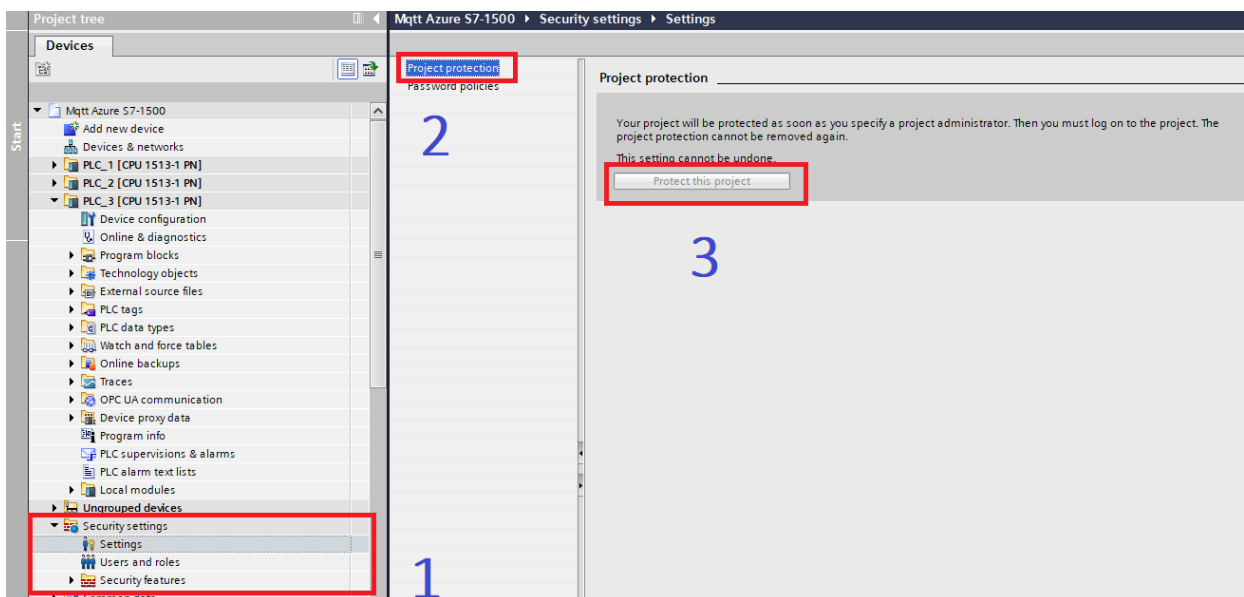 Project tree
Mqtt Azure S7-1500 ▸ Security settings ▸ Settings
Devices
Start
Mqtt Azure S7-1500
Add new device
Devices & networks
PLC_1 [CPU 1513-1 PN]
PLC_2 [CPU 1513-1 PN]
PLC_3 [CPU 1513-1 PN]
Device configuration
Online & diagnostics
Program blocks
Technology objects
External source files
PLC tags
PLC data types
Watch and force tables
Online backups
Traces
OPC UA communication
Device proxy data
Program info
PLC supervisions & alarms
PLC alarm text lists
Local modules
Ungrouped devices
Security settings
Settings
Users and roles
Security features
Common data
1
Project protection
Password policies
2
Project protection
Your project will be protected as soon as you specify a project administrator. Then you must log on to the project. The
project protection cannot be removed again.
This setting cannot be undone.
Protect this project
3